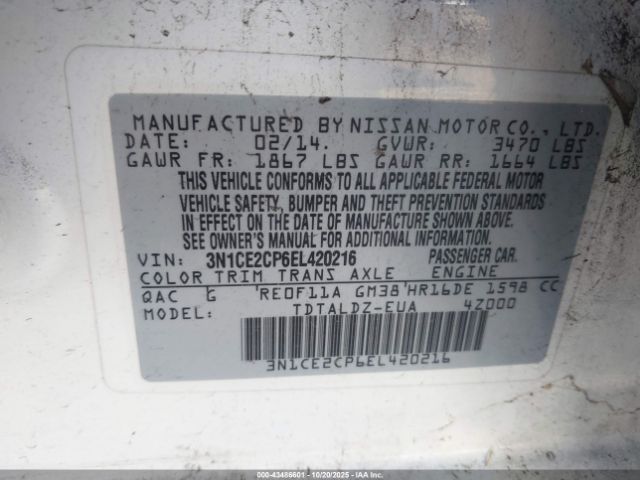 MANUFACTURED BY NISSAN MOTOR CO., LTD.
DATE: 02/14. GVWR: 3470 LBS
GAWR FR: 1867 LBS GAWR RR: 1664 LBS
THIS VEHICLE CONFORMS TO ALL APPLICABLE FEDERAL MOTOR
VEHICLE SAFETY, BUMPER AND THEFT PREVENTION STANDARDS
IN EFFECT ON THE DATE OF MANUFACTURE SHOWN ABOVE.
SEE OWNER'S MANUAL FOR ADDITIONAL INFORMATION.
VIN: 3N1CE2CP6EL420216 PASSENGER CAR.
COLOR TRIM TRANS AXLE ENGINE
QAC G RE0F11A GM38 HR16DE 1598 CC
TDTALDZ-EUA 4Z000
3N1CE2CP6EL420216
000-43486601 - 10/20/2025 - IAAI.COM